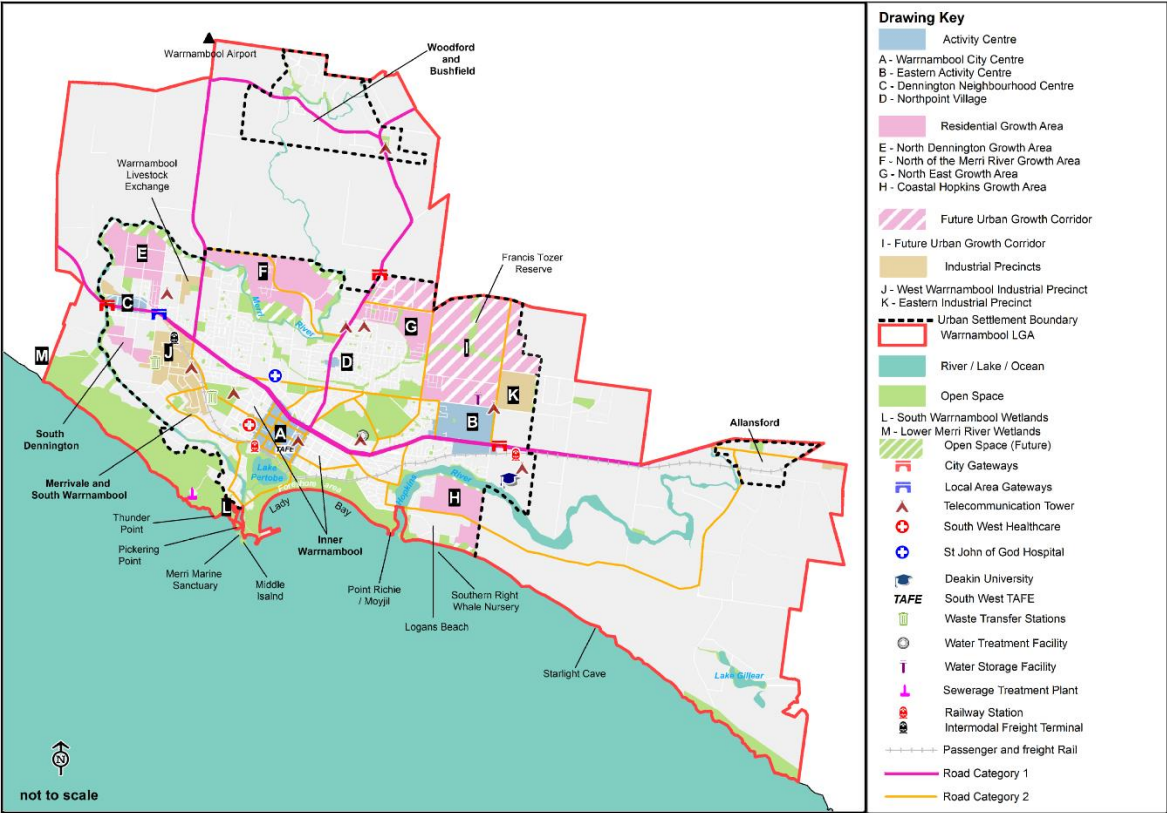 Warrnambool Airport
Woodford
and
Bushfield
Warrnambool
Livestock
Exchange
Francis Tozer
Reserve
E
F
Merri
River
C
G
I
M
J
D
K
B
A
TAFE
South
Dennington
Allansford
Merrivale and
South Warrnambool
Lake
Pertobe
Hopkins
River
H
L
Lady
Bay
Thunder
Point
Inner
Warrnambool
Pickering
Point
Merri Marine
Sanctuary
Middle
Isalnd
Point Richie
/ Moyjil
Southern Right
Whale Nursery
Logans Beach
Starlight Cave
Lake Gillear
N
not to scale
Drawing Key
Activity Centre
A - Warrnambool City Centre
B - Eastern Activity Centre
C - Dennington Neighbourhood Centre
D - Northpoint Village
Residential Growth Area
E - North Dennington Growth Area
F - North of the Merri River Growth Area
G - North East Growth Area
H - Coastal Hopkins Growth Area
Future Urban Growth Corridor
I - Future Urban Growth Corridor
Industrial Precincts
J - West Warrnambool Industrial Precinct
K - Eastern Industrial Precinct
Urban Settlement Boundary
Warrnambool LGA
River / Lake / Ocean
Open Space
L - South Warrnambool Wetlands
M - Lower Merri River Wetlands
Open Space (Future)
City Gateways
Local Area Gateways
Telecommunication Tower
South West Healthcare
St John of God Hospital
Deakin University
TAFE South West TAFE
Waste Transfer Stations
Water Treatment Facility
Water Storage Facility
Sewerage Treatment Plant
Railway Station
Intermodal Freight Terminal
Passenger and freight Rail
Road Category 1
Road Category 2